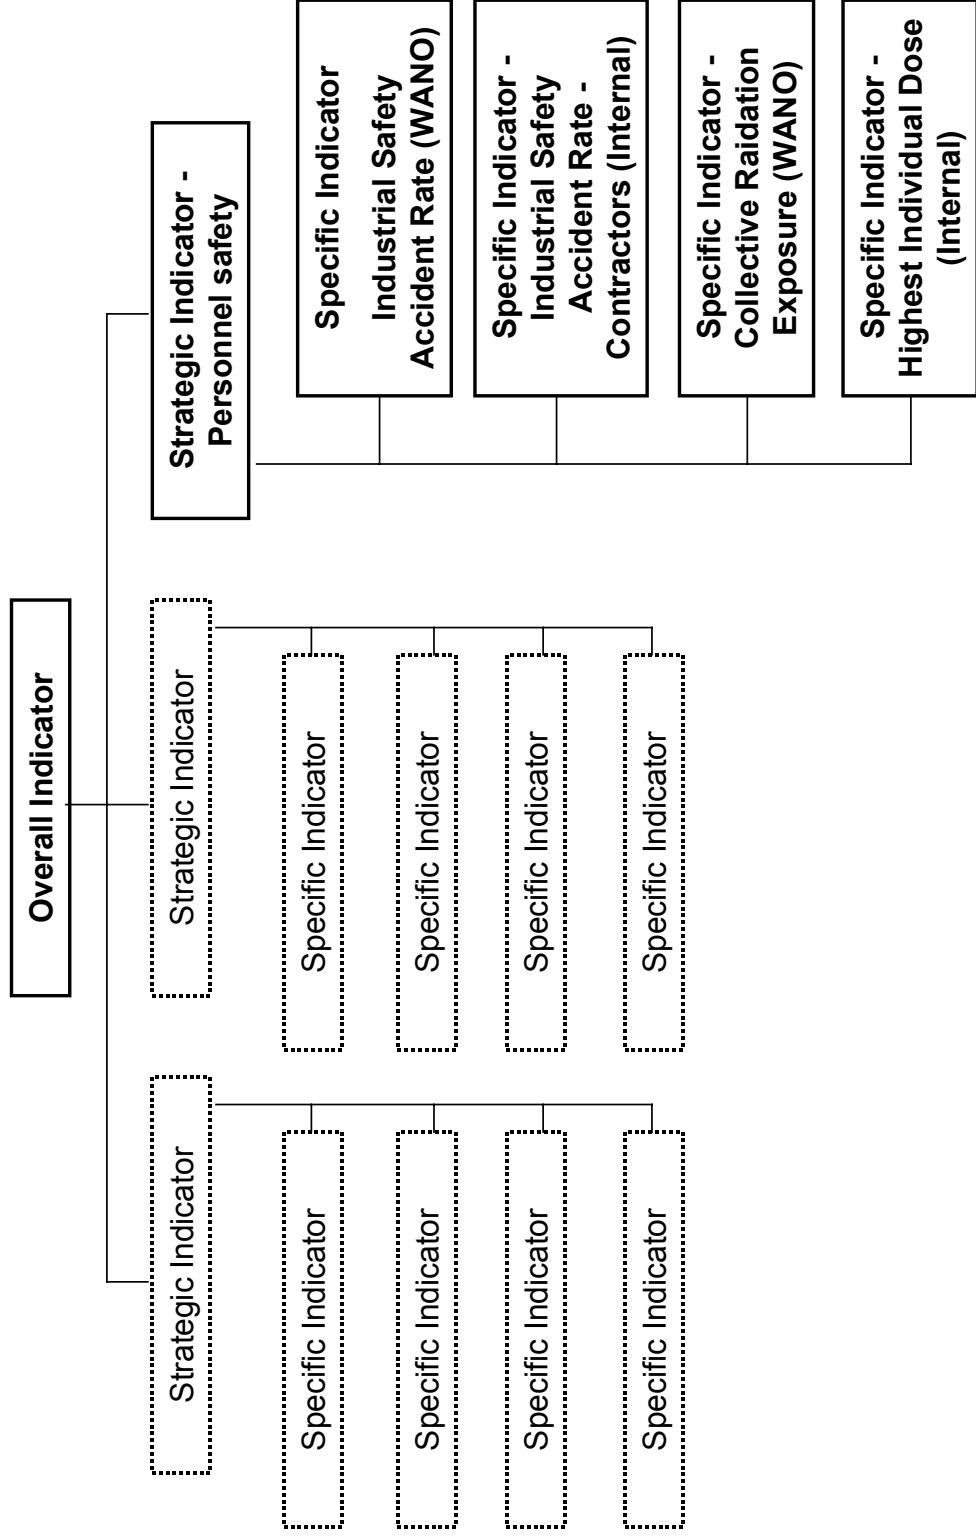 Overall Indicator
Strategic Indicator
Strategic Indicator
Strategic Indicator -
Personnel safety
Specific Indicator
Specific Indicator
Specific Indicator
Specific Indicator
Specific Indicator
Specific Indicator
Specific Indicator
Specific Indicator
Specific Indicator
Industrial Safety
Accident Rate (WANO)
Specific Indicator -
Industrial Safety
Accident Rate -
Contractors (Internal)
Specific Indicator -
Collective Raidation
Exposure (WANO)
Specific Indicator -
Highest Individual Dose
(Internal)